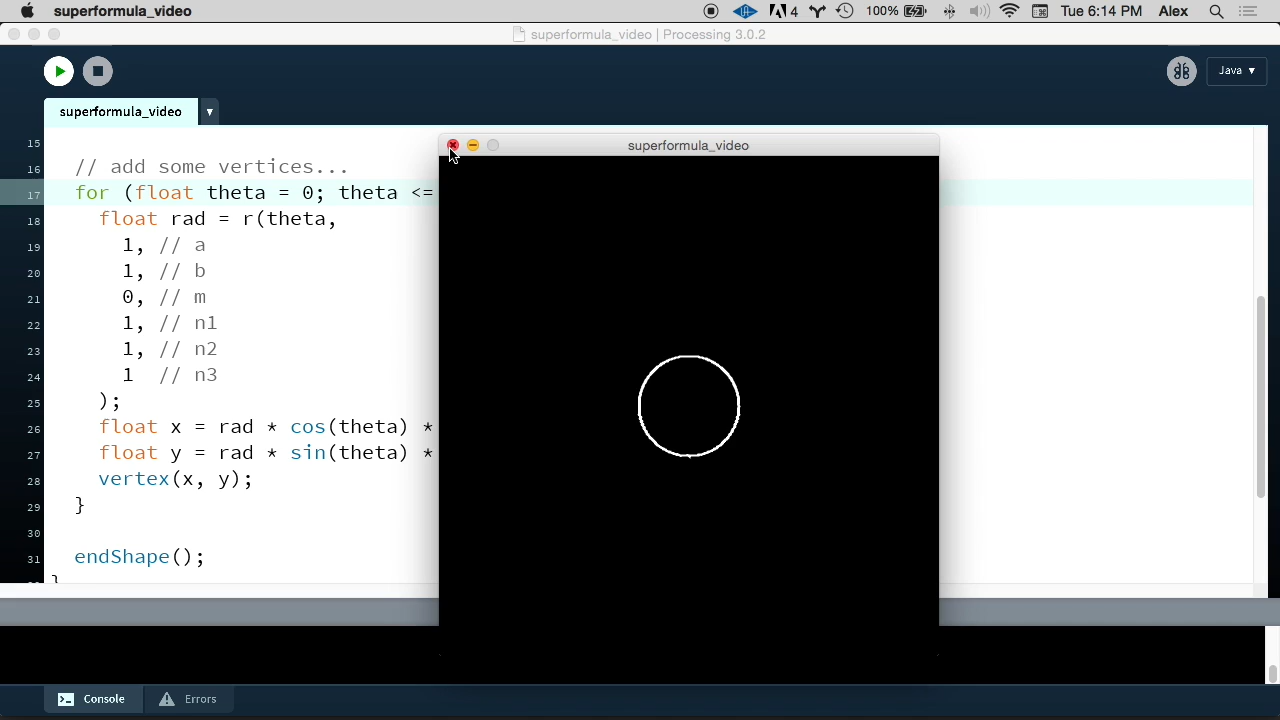 superformula_video
4
100%
Tue 6:14 PM Alex
superformula_video | Processing 3.0.2
Java ▼
superformula_video ▼
superformula_video
15
16 // add some vertices...
17 for (float theta = 0; theta <=
18 float rad = r(theta,
19 1, // a
20 1, // b
21 0, // m
22 1, // n1
23 1, // n2
24 1 // n3
25 );
26 float x = rad * cos(theta) *
27 float y = rad * sin(theta) *
28 vertex(x, y);
29 }
30
31 endShape();
}
Console Errors